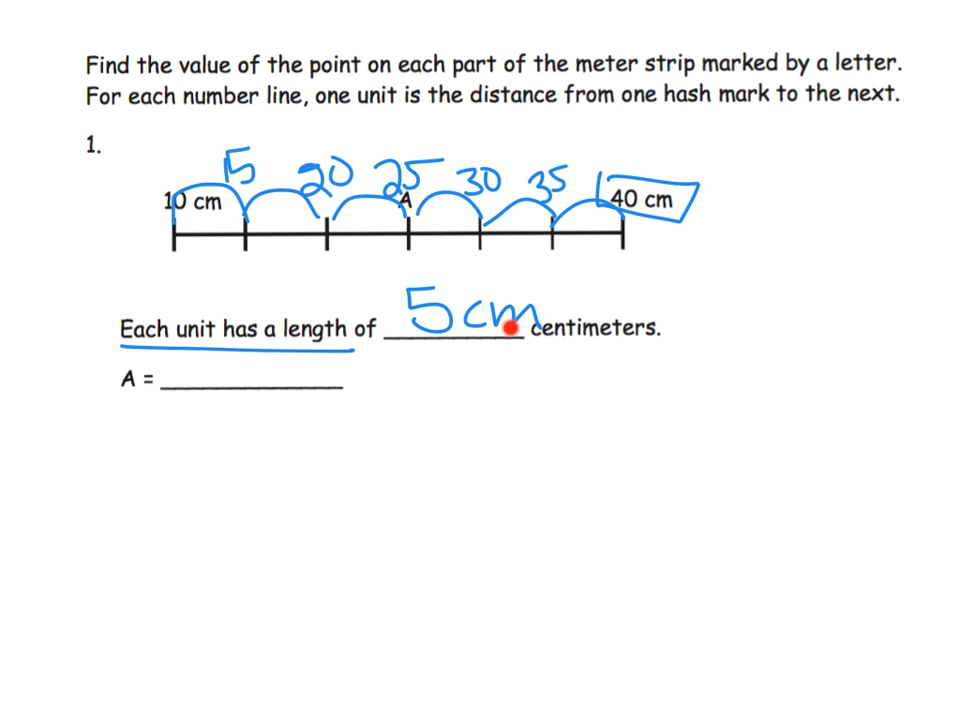 Find the value of the point on each part of the meter strip marked by a letter.
For each number line, one unit is the distance from one hash mark to the next.
1.
15 20 25 30 35
10 cm A 40 cm
Each unit has a length of 5cm centimeters.
A =